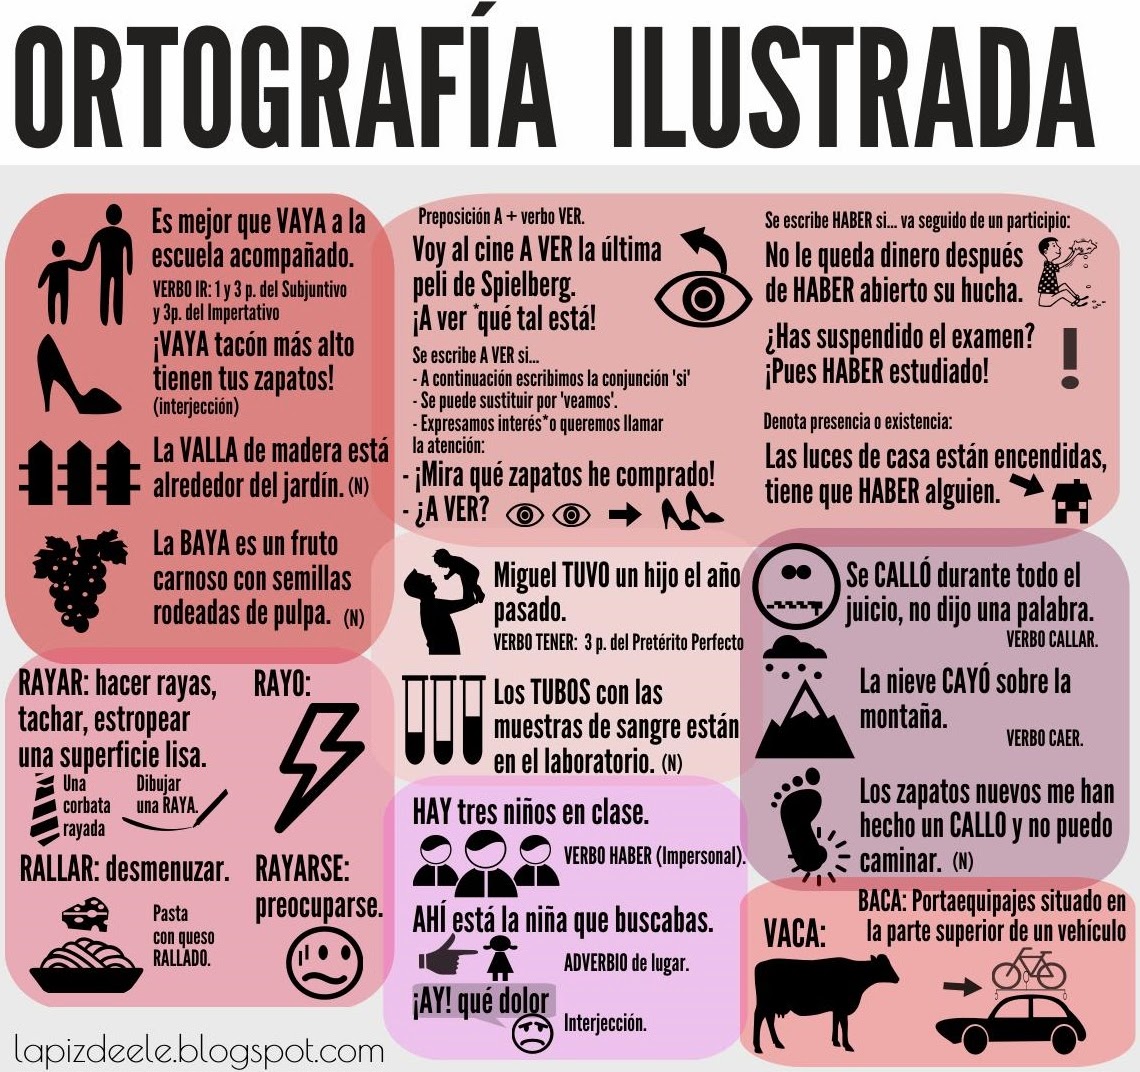 ORTOGRAFÍA ILUSTRADA
Es mejor que VAYA a la
escuela acompañado.
VERBO IR: 1 y 3 p. del Subjuntivo
y 3p. del Impertativo
¡VAYA tacón más alto
tienen tus zapatos!
(interjección)
La VALLA de madera está
alrededor del jardín. (N)
La BAYA es un fruto
carnoso con semillas
rodeadas de pulpa. (N)
Preposición A + verbo VER.
Voy al cine A VER la última
peli de Spielberg.
¡A ver *qué tal está!
Se escribe A VER si...
- A continuación escribimos la conjunción 'si'
- Se puede sustituir por 'veamos'.
- Expresamos interés*o queremos llamar
la atención:
- ¡Mira qué zapatos he comprado!
- ¿A VER?
Se escribe HABER si... va seguido de un participio:
No le queda dinero después
de HABER abierto su hucha.
¿Has suspendido el examen?
¡Pues HABER estudiado!
Denota presencia o existencia:
Las luces de casa están encendidas,
tiene que HABER alguien.
Miguel TUVO un hijo el año
pasado.
VERBO TENER: 3 p. del Pretérito Perfecto
Los TUBOS con las
muestras de sangre están
en el laboratorio. (N)
Se CALLÓ durante todo el
juicio, no dijo una palabra.
VERBO CALLAR.
La nieve CAYÓ sobre la
montaña.
VERBO CAER.
Los zapatos nuevos me han
hecho un CALLO y no puedo
caminar. (N)
RAYAR: hacer rayas,
tachar, estropear
una superficie lisa.
Una
corbata
rayada
Dibujar
una RAYA.
RAYO:
RALLAR: desmenuzar.
Pasta
con queso
RALLADO.
RAYARSE:
preocuparse.
HAY tres niños en clase.
VERBO HABER (Impersonal).
AHÍ está la niña que buscabas.
ADVERBIO de lugar.
¡AY! qué dolor
Interjección.
VACA:
BACA: Portaequipajes situado en
la parte superior de un vehículo
lapizdeele.blogspot.com